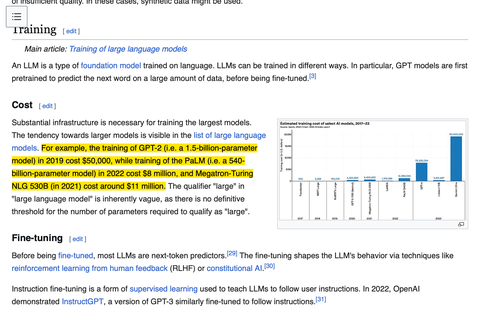 of insufficient quality. In these cases, synthetic data might be used.
Training [ edit ]
Main article: Training of large language models
An LLM is a type of foundation model trained on language. LLMs can be trained in different ways. In particular, GPT models are first
pretrained to predict the next word on a large amount of data, before being fine-tuned.[3]
Cost [ edit ]
Substantial infrastructure is necessary for training the largest models.
The tendency towards larger models is visible in the list of large language
models. For example, the training of GPT-2 (i.e. a 1.5-billion-parameter
model) in 2019 cost $50,000, while training of the PaLM (i.e. a 540-
billion-parameter model) in 2022 cost $8 million, and Megatron-Turing
NLG 530B (in 2021) cost around $11 million. The qualifier "large" in
"large language model" is inherently vague, as there is no definitive
threshold for the number of parameters required to qualify as "large".
Estimated training cost of select AI models, 2017–23
Fine-tuning [ edit ]
Before being fine-tuned, most LLMs are next-token predictors.[29] The fine-tuning shapes the LLM's behavior via techniques like
reinforcement learning from human feedback (RLHF) or constitutional AI.[30]
Instruction fine-tuning is a form of supervised learning used to teach LLMs to follow user instructions. In 2022, OpenAI
demonstrated InstructGPT, a version of GPT-3 similarly fine-tuned to follow instructions.[31]